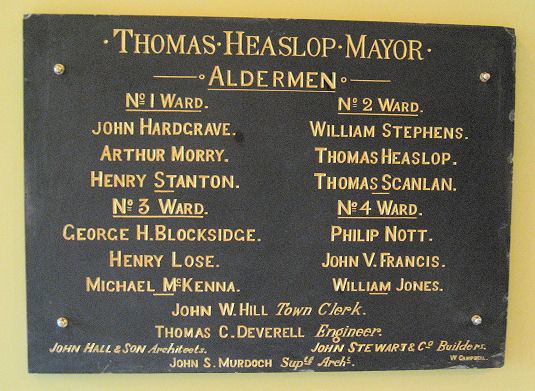 ·THOMAS·HEASLOP·MAYOR·
ALDERMEN
No 1 WARD. No 2 WARD.
JOHN HARDGRAVE. WILLIAM STEPHENS.
ARTHUR MORRY. THOMAS HEASLOP.
HENRY STANTON. THOMAS SCANLAN.
No 3 WARD. No 4 WARD.
GEORGE H. BLOCKSIDGE. PHILIP NOTT.
HENRY LOSE. JOHN V. FRANCIS.
MICHAEL McKENNA. WILLIAM JONES.
JOHN W. HILL Town Clerk.
THOMAS C. DEVERELL Engineer.
JOHN HALL & SON Architects. JOHN STEWART & Co Builders.
JOHN S. MURDOCH Suptg Archt.
W CAMPBELL.